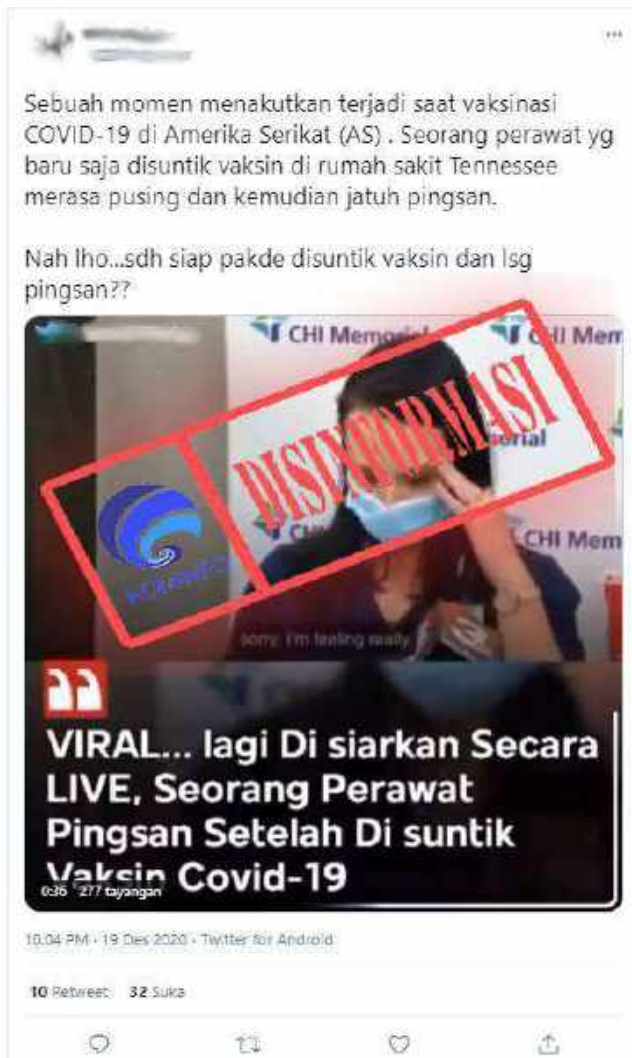 Sebuah momen menakutkan terjadi saat vaksinasi
COVID-19 di Amerika Serikat (AS) . Seorang perawat yg
baru saja disuntik vaksin di rumah sakit Tennessee
merasa pusing dan kemudian jatuh pingsan.
Nah lho...sdh siap pakde disuntik vaksin dan lsg
pingsan??
CHI Memorial
CHI Mem
DISINFORMASI
KOMINFO
orial
CHI Mem
sorry, I'm feeling really
VIRAL... lagi Di siarkan Secara
LIVE, Seorang Perawat
Pingsan Setelah Di suntik
Vaksin Covid-19
0:36 277 tayangan
10.04 PM · 19 Des 2020 · Twitter for Android
10 Retweet 32 Suka